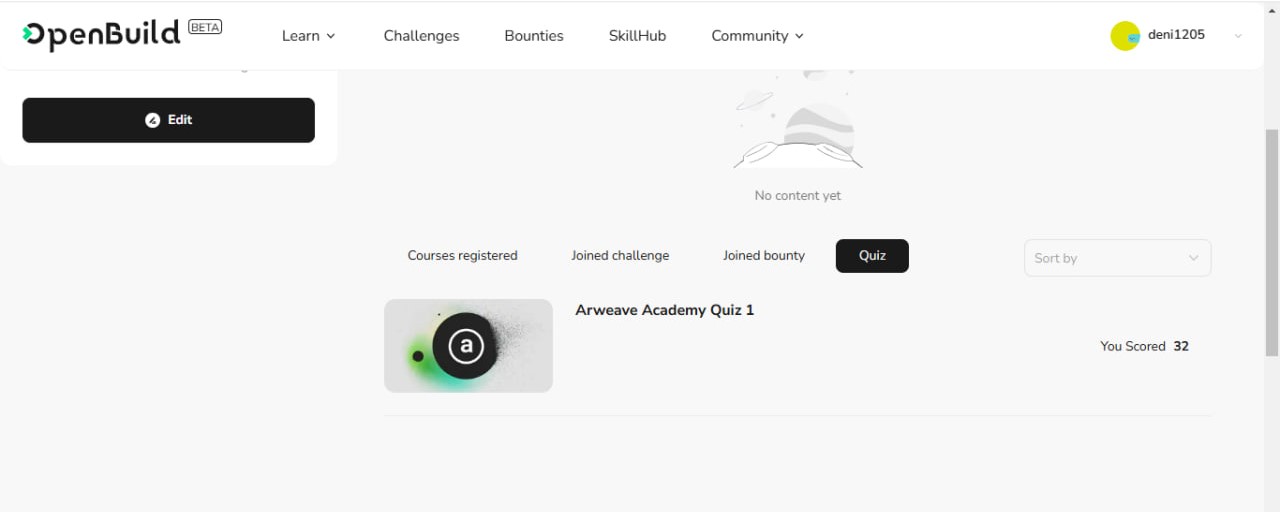 OpenBuild BETA
Learn Challenges Bounties SkillHub Community deni1205
Edit
No content yet
Courses registered Joined challenge Joined bounty Quiz Sort by
Arweave Academy Quiz 1
a
You Scored 32